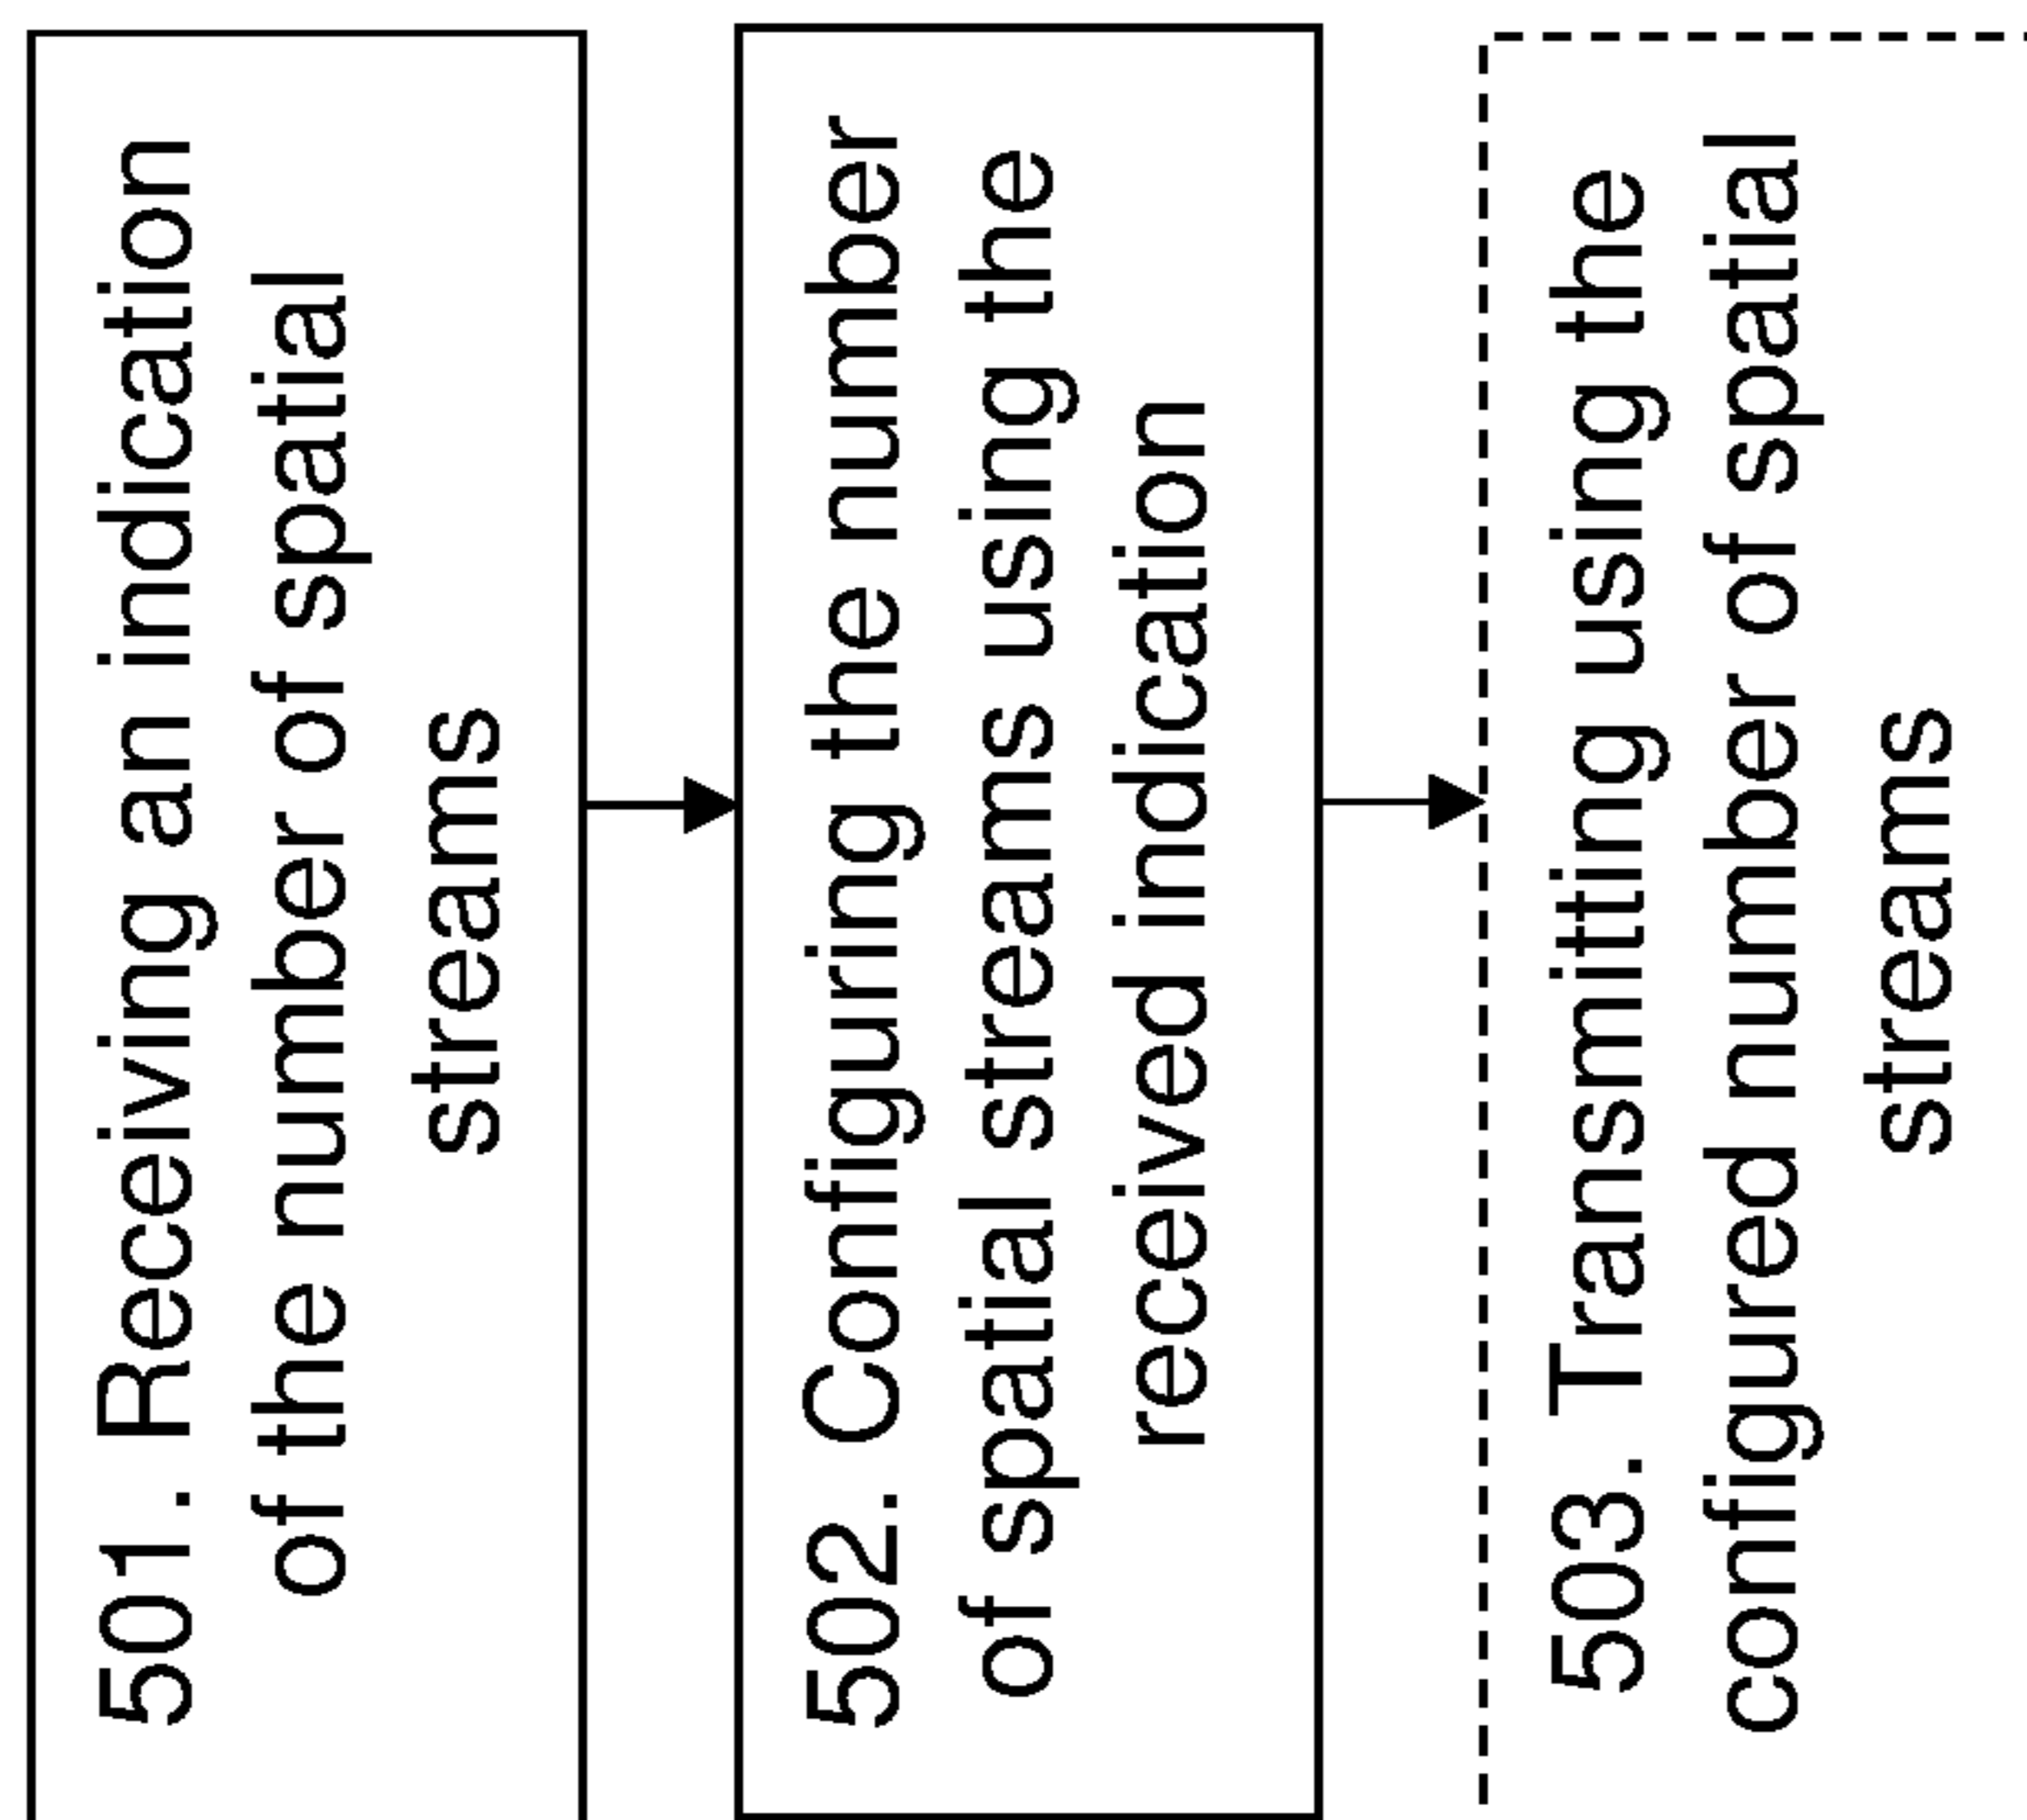 501. Receiving an indication
of the number of spatial
streams
502. Configuring the number
of spatial streams using the
received indication
503. Transmitting using the
configured number of spatial
streams